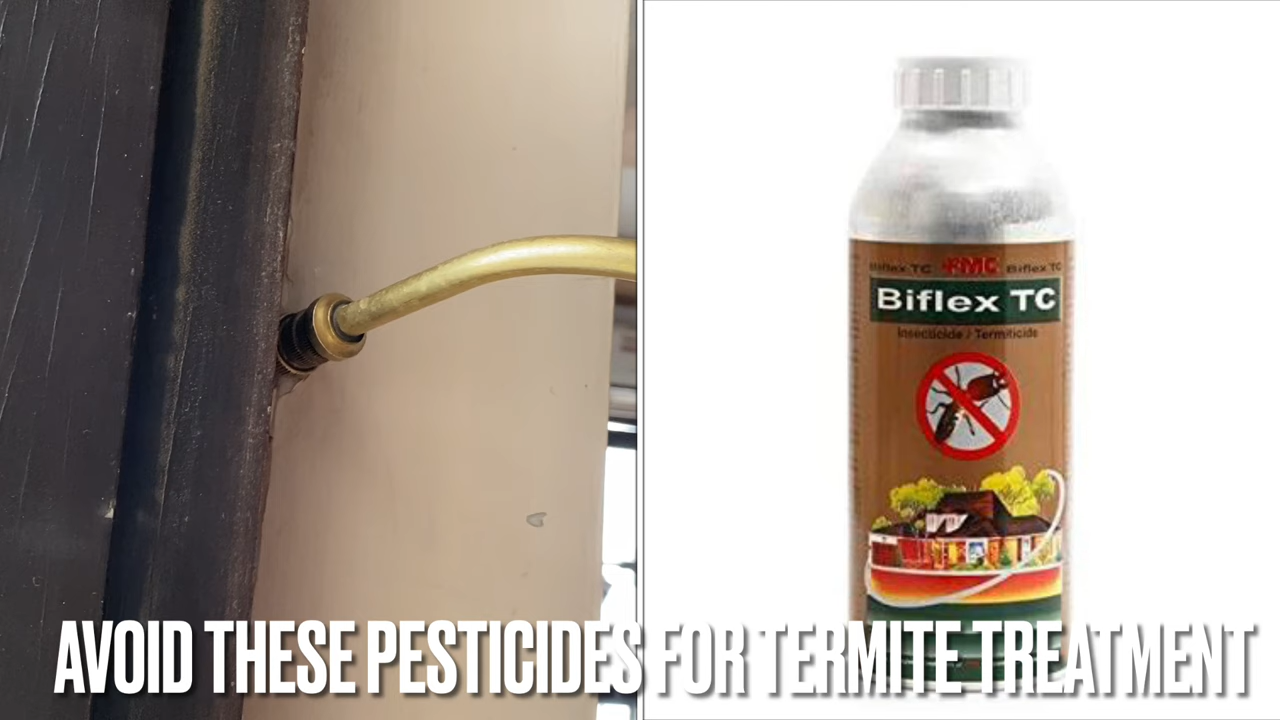 Biflex TC FMC Biflex TC
Biflex TC
Insecticide / Termiticide
AVOID THESE PESTICIDES FOR TERMITE TREATMENT